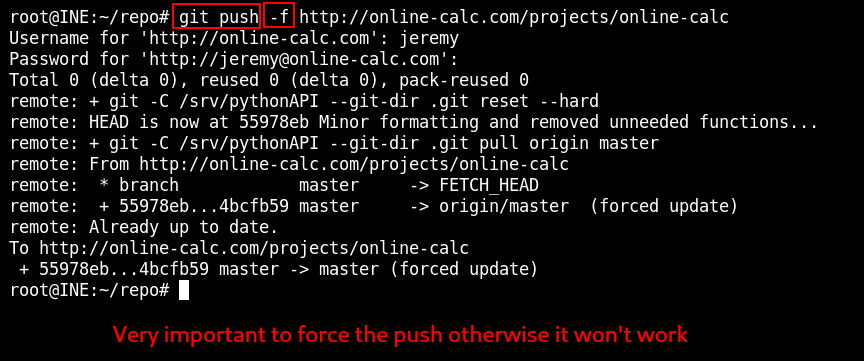 root@INE:~/repo# git push -f http://online-calc.com/projects/online-calc
Username for 'http://online-calc.com': jeremy
Password for 'http://jeremy@online-calc.com':
Total 0 (delta 0), reused 0 (delta 0), pack-reused 0
remote: + git -C /srv/pythonAPI --git-dir .git reset --hard
remote: HEAD is now at 55978eb Minor formatting and removed unneeded functions...
remote: + git -C /srv/pythonAPI --git-dir .git pull origin master
remote: From http://online-calc.com/projects/online-calc
remote:  * branch            master     -> FETCH_HEAD
remote:  + 55978eb...4bcfb59 master     -> origin/master  (forced update)
remote: Already up to date.
To http://online-calc.com/projects/online-calc
 + 55978eb...4bcfb59 master -> master (forced update)
root@INE:~/repo#
Very important to force the push otherwise it won't work